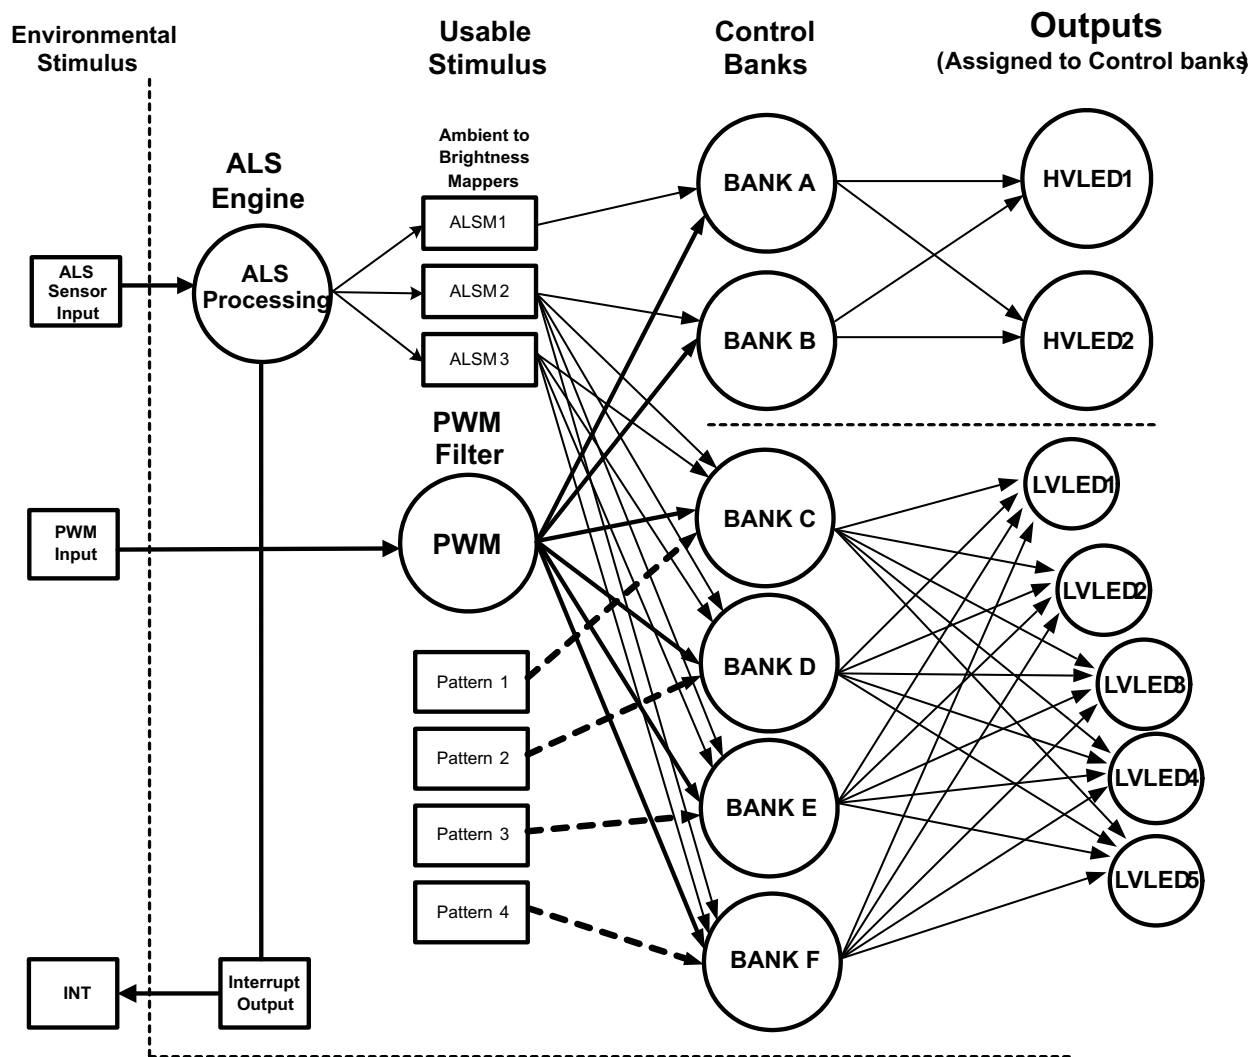 Environmental
Stimulus
Usable
Stimulus
Control
Banks
Outputs
(Assigned to Control banks)
Ambient to
Brightness
Mappers
ALS
Engine
ALS
Processing
ALS
Sensor
Input
ALSM1
ALSM2
ALSM3
BANK A
BANK B
HVLED1
HVLED2
PWM
Filter
PWM
PWM
Input
BANK C
BANK D
BANK E
BANK F
LVLED1
LVLED2
LVLED3
LVLED4
LVLED5
Pattern 1
Pattern 2
Pattern 3
Pattern 4
INT
Interrupt
Output